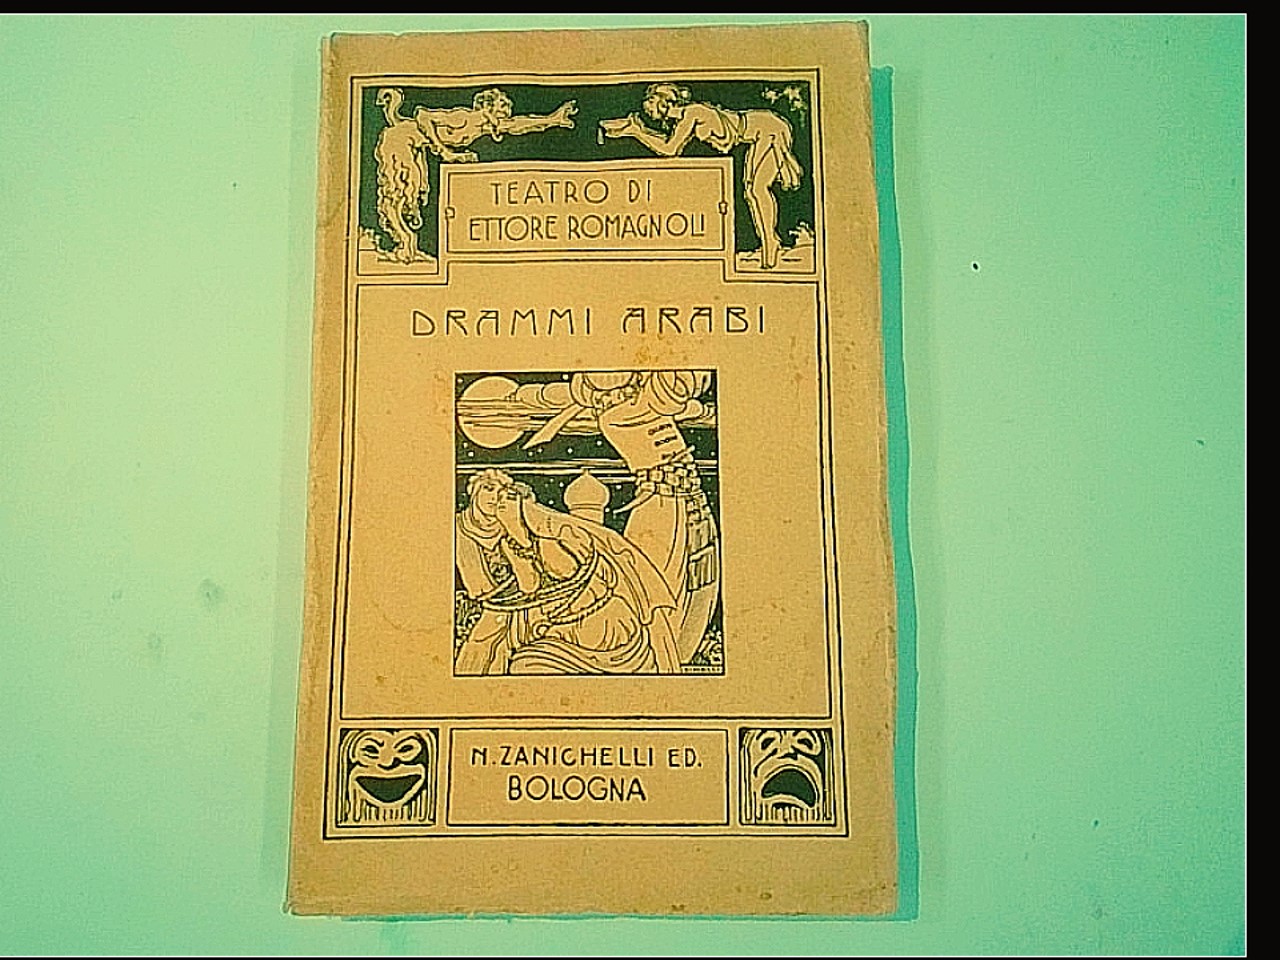 TEATRO DI
ETTORE ROMAGNOLI
DRAMMI ARABI
N. ZANICHELLI ED.
BOLOGNA